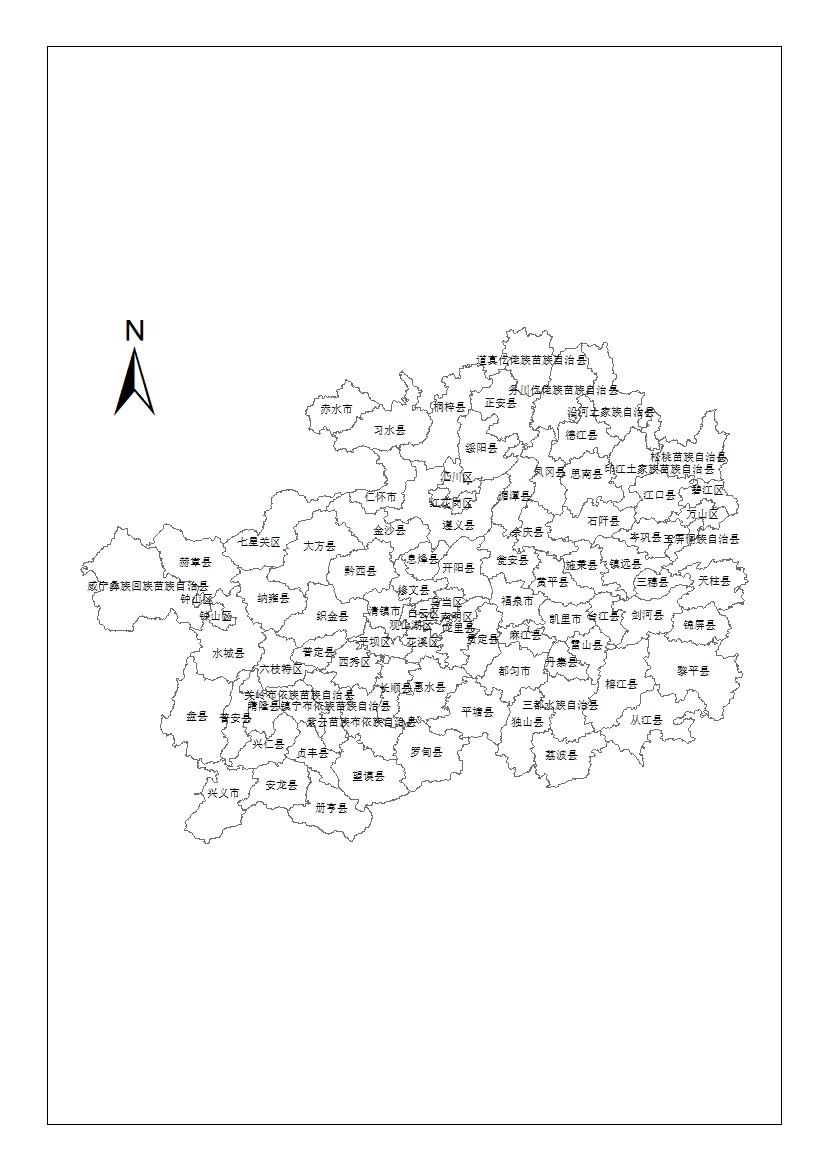 N
道真仡佬族苗族自治县
务川仡佬族苗族自治县
正安县
桐梓县
赤水市
沿河土家族自治县
习水县
德江县
绥阳县
松桃苗族自治县
印江土家族苗族自治县
凤冈县
思南县
汇川区
碧江区
仁怀市
湄潭县
江口县
红花岗区
万山区
遵义县
石阡县
金沙县
余庆县
岑巩县
玉屏侗族自治县
七星关区
大方县
赫章县
息烽县
开阳县
瓮安县
施秉县
镇远县
黔西县
黄平县
三穗县
天柱县
威宁彝族回族苗族自治县
钟山区
纳雍县
修文县
乌当区
福泉市
钟山区
织金县
清镇市
白云区
南明区
凯里市
台江县
剑河县
观山湖区
龙里县
锦屏县
平坝区
花溪区
贵定县
麻江县
雷山县
水城县
普定县
西秀区
丹寨县
六枝特区
都匀市
黎平县
榕江县
长顺县
惠水县
关岭布依族苗族自治县
晴隆县
镇宁布依族苗族自治县
三都水族自治县
盘县
普安县
紫云苗族布依族自治县
平塘县
独山县
从江县
兴仁县
贞丰县
罗甸县
荔波县
望谟县
安龙县
兴义市
册亨县